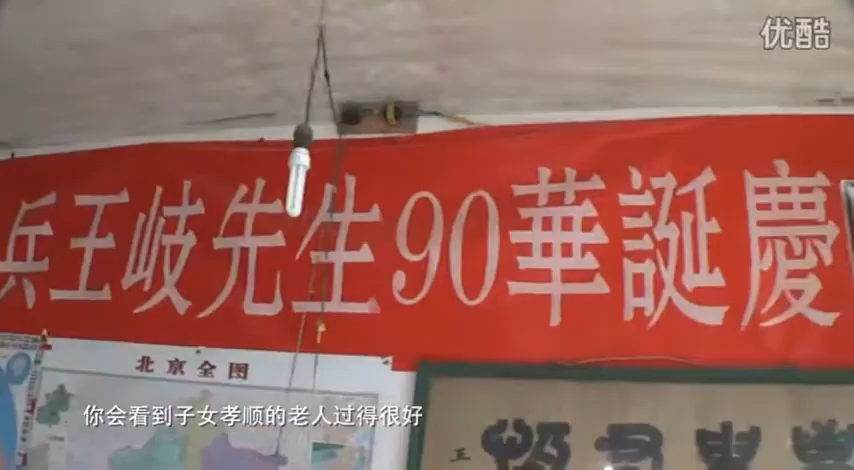 优酷
兵王岐先生90華誕慶
北京全图
你会看到子女孝顺的老人过得很好